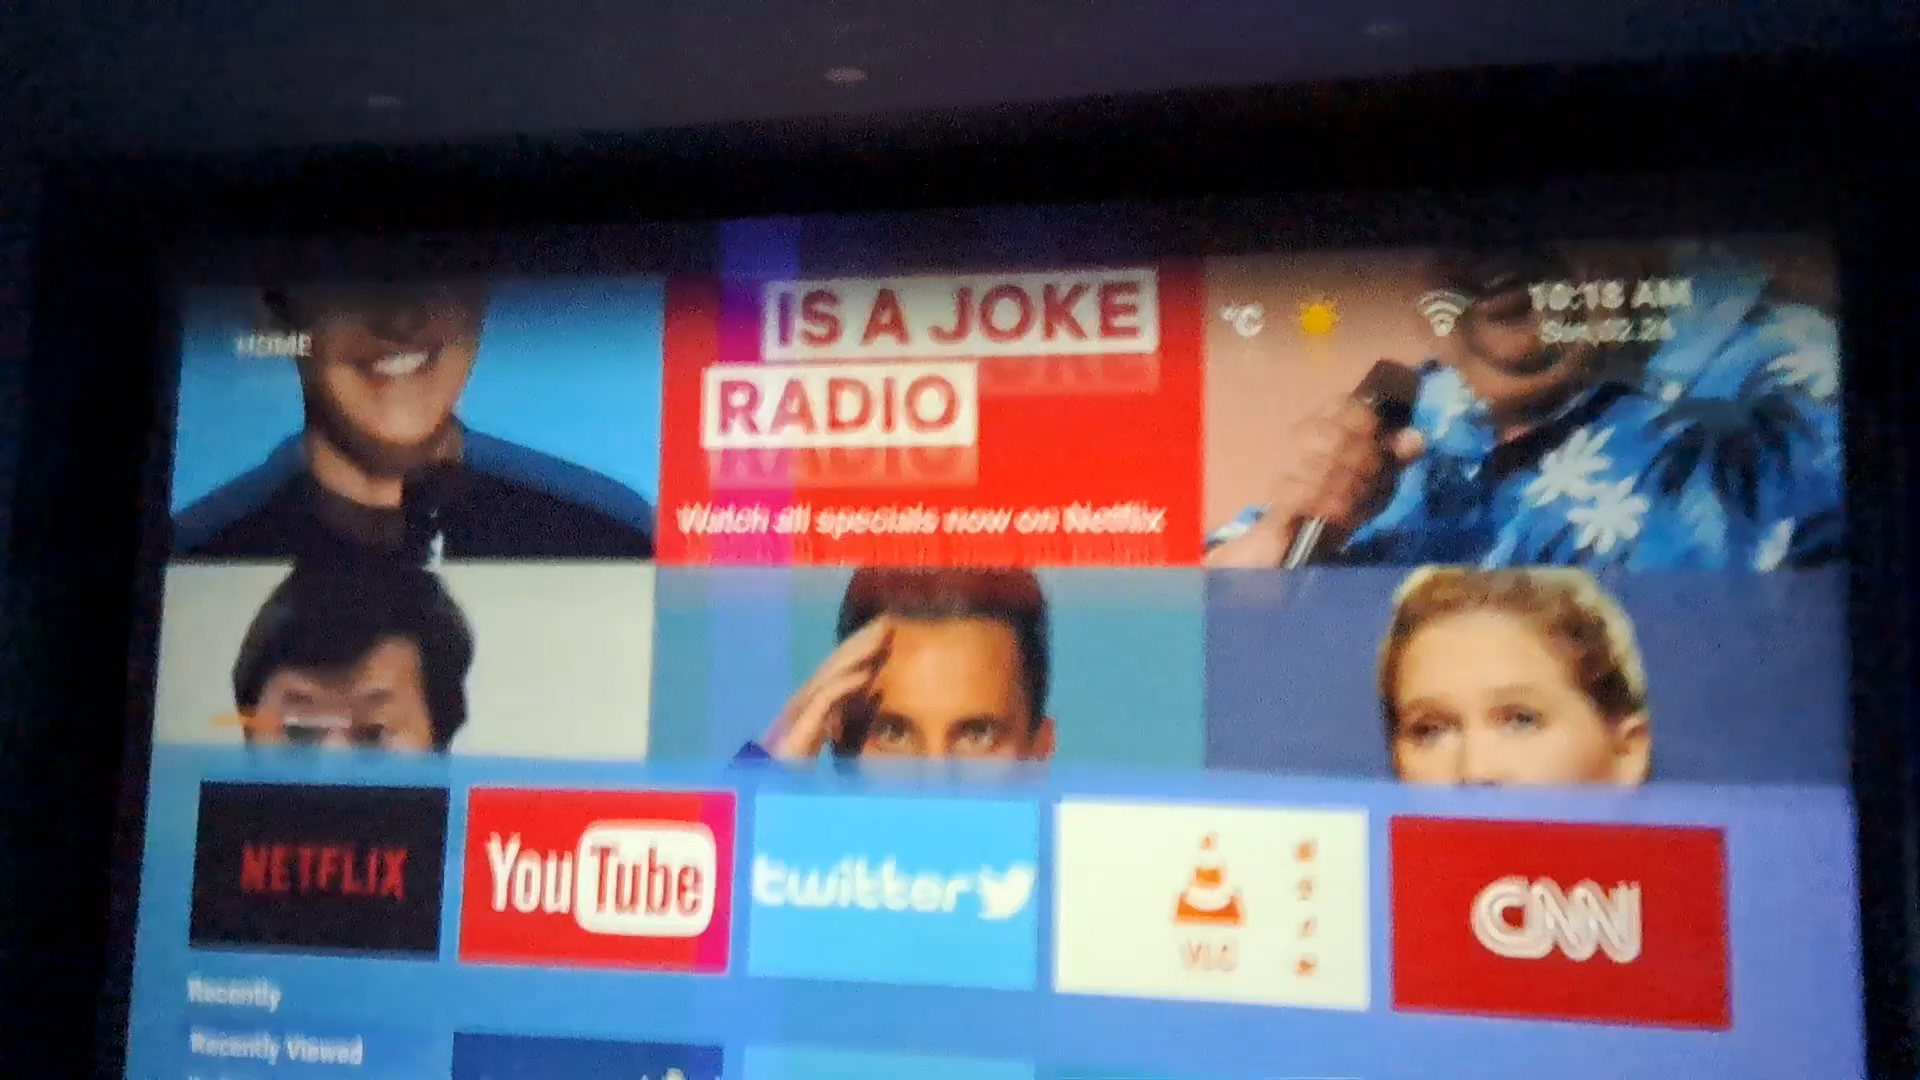 HOME
IS A JOKE
RADIO
Watch all specials now on Netflix
°C
10:16 AM
NETFLIX
YouTube
twitter
VLC
CNN
Recently
Recently Viewed